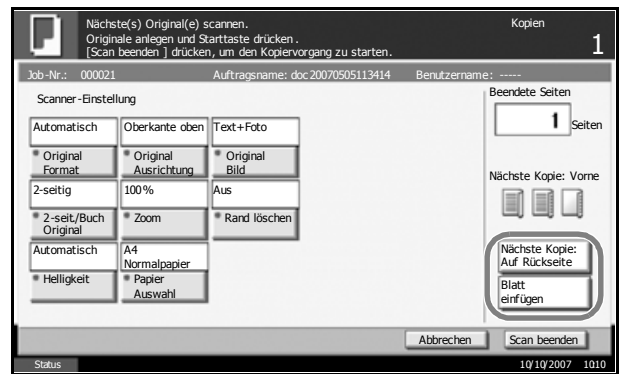 Nächste(s) Original(e) scannen.
Originale anlegen und Starttaste drücken.
[Scan beenden ] drücken, um den Kopiervorgang zu starten.
Kopien
1
Job-Nr.: 000021 Auftragsname: doc20070505113414 Benutzername: -----
Scanner-Einstellung
Beendete Seiten
1 Seiten
Automatisch Oberkante oben Text+Foto
* Original Format
* Original Ausrichtung
* Original Bild
Nächste Kopie: Vorne
2-seitig 100% Aus
* 2-seit./Buch Original
* Zoom
* Rand löschen
Automatisch
A4 Normalpapier
* Helligkeit
* Papier Auswahl
Nächste Kopie:
Auf Rückseite
Blatt
einfügen
Abbrechen Scan beenden
Status 10/10/2007 1010